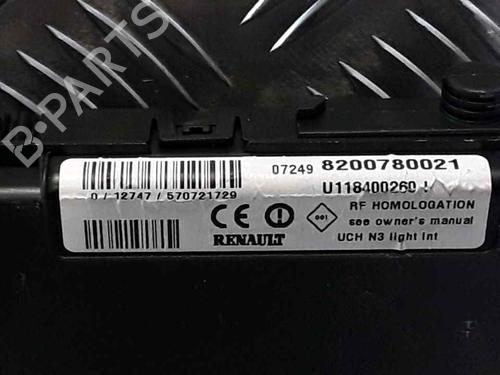 B-PARTS
07249 8200780021
0 / 12747 / 570721729
U118400260
CE 001 RF HOMOLOGATION
see owner's manual
RENAULT UCH N3 light int